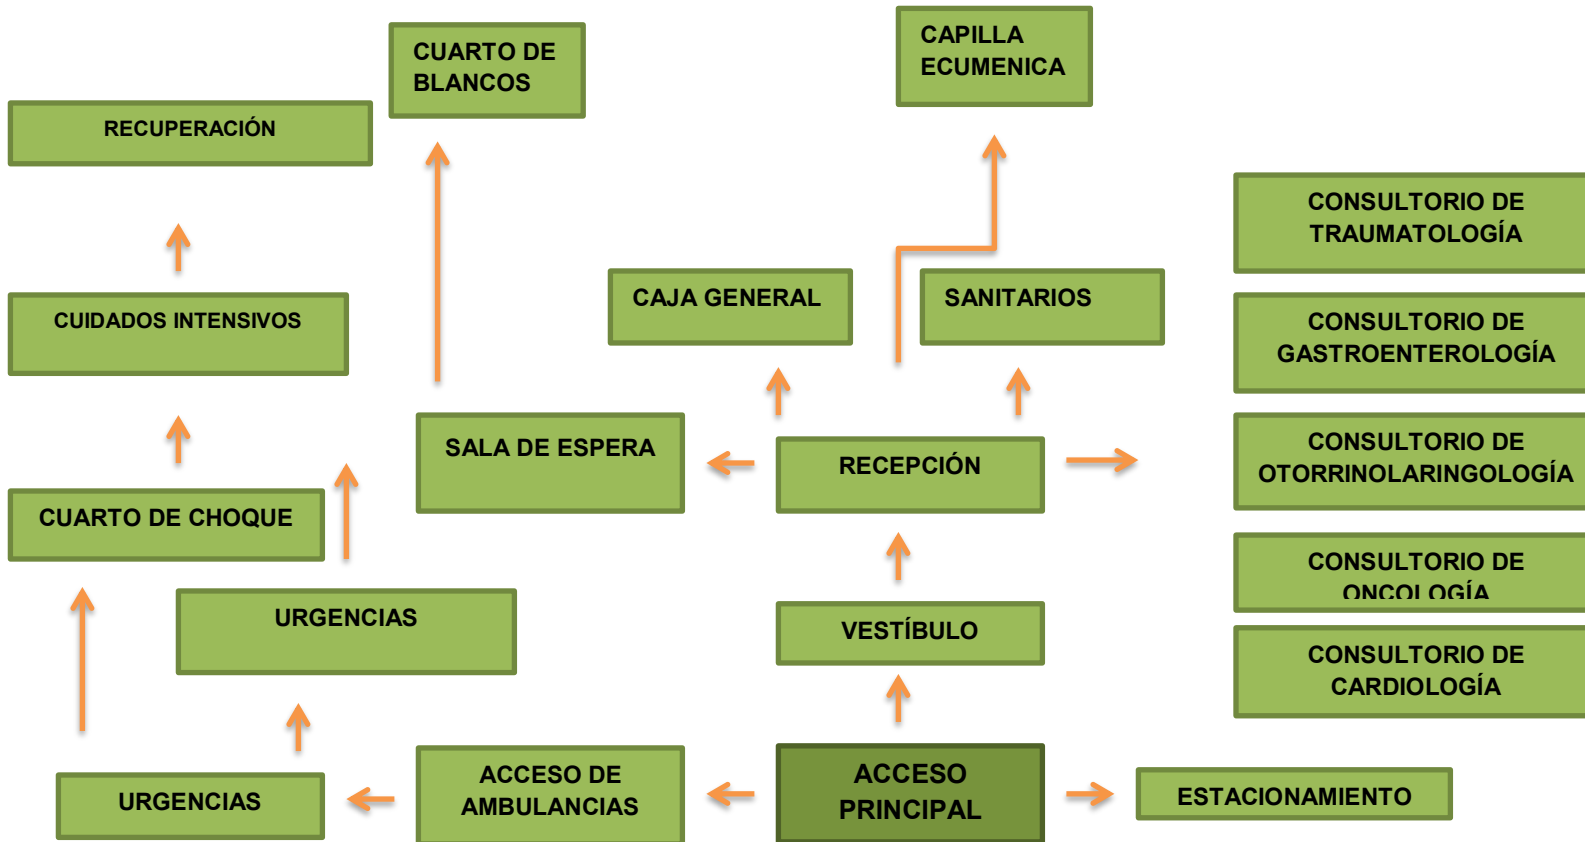 CUARTO DE
BLANCOS
CAPILLA
ECUMENICA
RECUPERACIÓN
CONSULTORIO DE
TRAUMATOLOGÍA
CUIDADOS INTENSIVOS
CAJA GENERAL
SANITARIOS
CONSULTORIO DE
GASTROENTEROLOGÍA
SALA DE ESPERA
RECEPCIÓN
CONSULTORIO DE
OTORRINOLARINGOLOGÍA
CUARTO DE CHOQUE
CONSULTORIO DE
ONCOLOGÍA
URGENCIAS
VESTÍBULO
CONSULTORIO DE
CARDIOLOGÍA
URGENCIAS
ACCESO DE
AMBULANCIAS
ACCESO
PRINCIPAL
ESTACIONAMIENTO